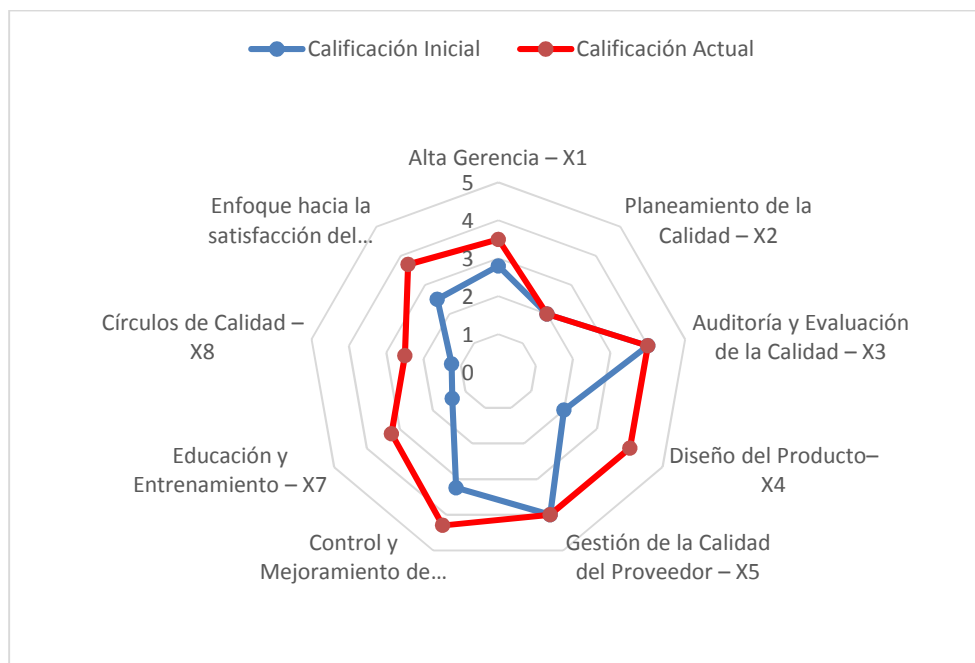 Calificación Inicial
Calificación Actual
Alta Gerencia – X1
Planeamiento de la
Calidad – X2
Auditoría y Evaluación
de la Calidad – X3
Diseño del Producto–
X4
Gestión de la Calidad
del Proveedor – X5
Control y
Mejoramiento de...
Educación y
Entrenamiento – X7
Círculos de Calidad –
X8
Enfoque hacia la
satisfacción del...
5
4
3
2
1
0